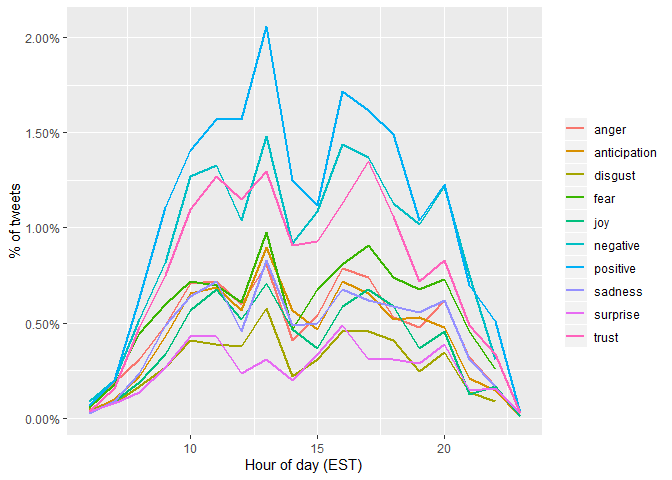 2.00%
1.50%
1.00%
0.50%
0.00%
% of tweets
10
15
20
Hour of day (EST)
anger
anticipation
disgust
fear
joy
negative
positive
sadness
surprise
trust